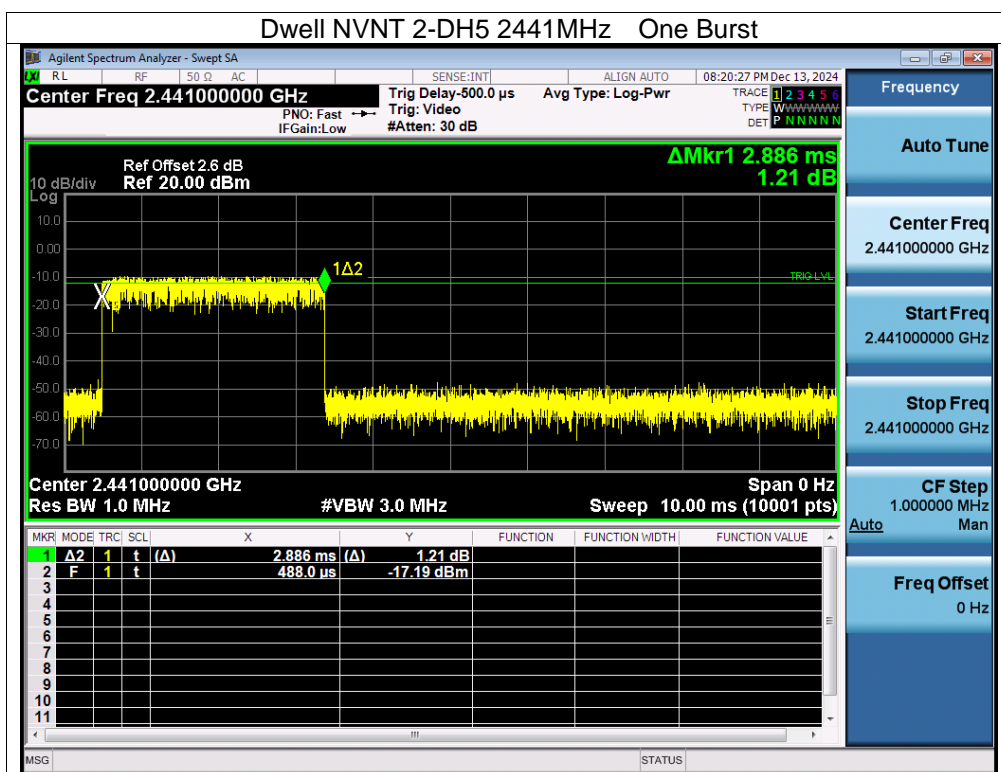 Dwell NVNT 2-DH5 2441MHz One Burst
Agilent Spectrum Analyzer - Swept SA
LXI RL RF 50 Ω AC SENSE:INT ALIGN AUTO 08:20:27 PM Dec 13, 2024
Center Freq 2.441000000 GHz Trig Delay-500.0 µs Avg Type: Log-Pwr TRACE 1 2 3 4 5 6
PNO: Fast Trig: Video TYPE WWWWWW
IFGain:Low #Atten: 30 dB DET P N N N N N
ΔMkr1 2.886 ms
1.21 dB
Ref Offset 2.6 dB
10 dB/div Ref 20.00 dBm
Log
10.0
0.00
-10.0
-20.0
-30.0
-40.0
-50.0
-60.0
-70.0
1Δ2
TRIG LVL
Center 2.441000000 GHz Span 0 Hz
Res BW 1.0 MHz #VBW 3.0 MHz Sweep 10.00 ms (10001 pts)
MKR MODE TRC SCL X Y FUNCTION FUNCTION WIDTH FUNCTION VALUE
1 Δ2 1 t (Δ) 2.886 ms (Δ) 1.21 dB
2 F 1 t 488.0 µs -17.19 dBm
3
4
5
6
7
8
9
10
11
MSG STATUS
Frequency
Auto Tune
Center Freq
2.441000000 GHz
Start Freq
2.441000000 GHz
Stop Freq
2.441000000 GHz
CF Step
1.000000 MHz
Auto Man
Freq Offset
0 Hz